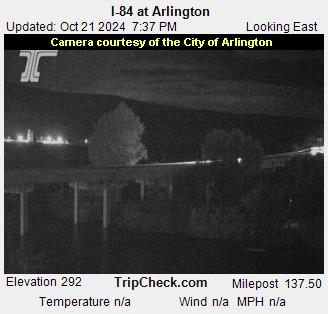 I-84 at Arlington
Updated: Oct 21 2024 7:37 PM Looking East
Camera courtesy of the City of Arlington
Elevation 292 TripCheck.com Milepost 137.50
Temperature n/a Wind n/a MPH n/a